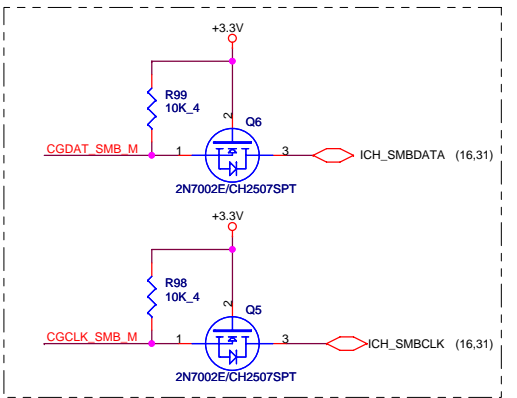 +3.3V
R99
10K_4
2
Q6
CGDAT_SMB_M
1
3
ICH_SMBDATA (16,31)
2N7002E/CH2507SPT
+3.3V
R98
10K_4
2
Q5
CGCLK_SMB_M
1
3
ICH_SMBCLK (16,31)
2N7002E/CH2507SPT